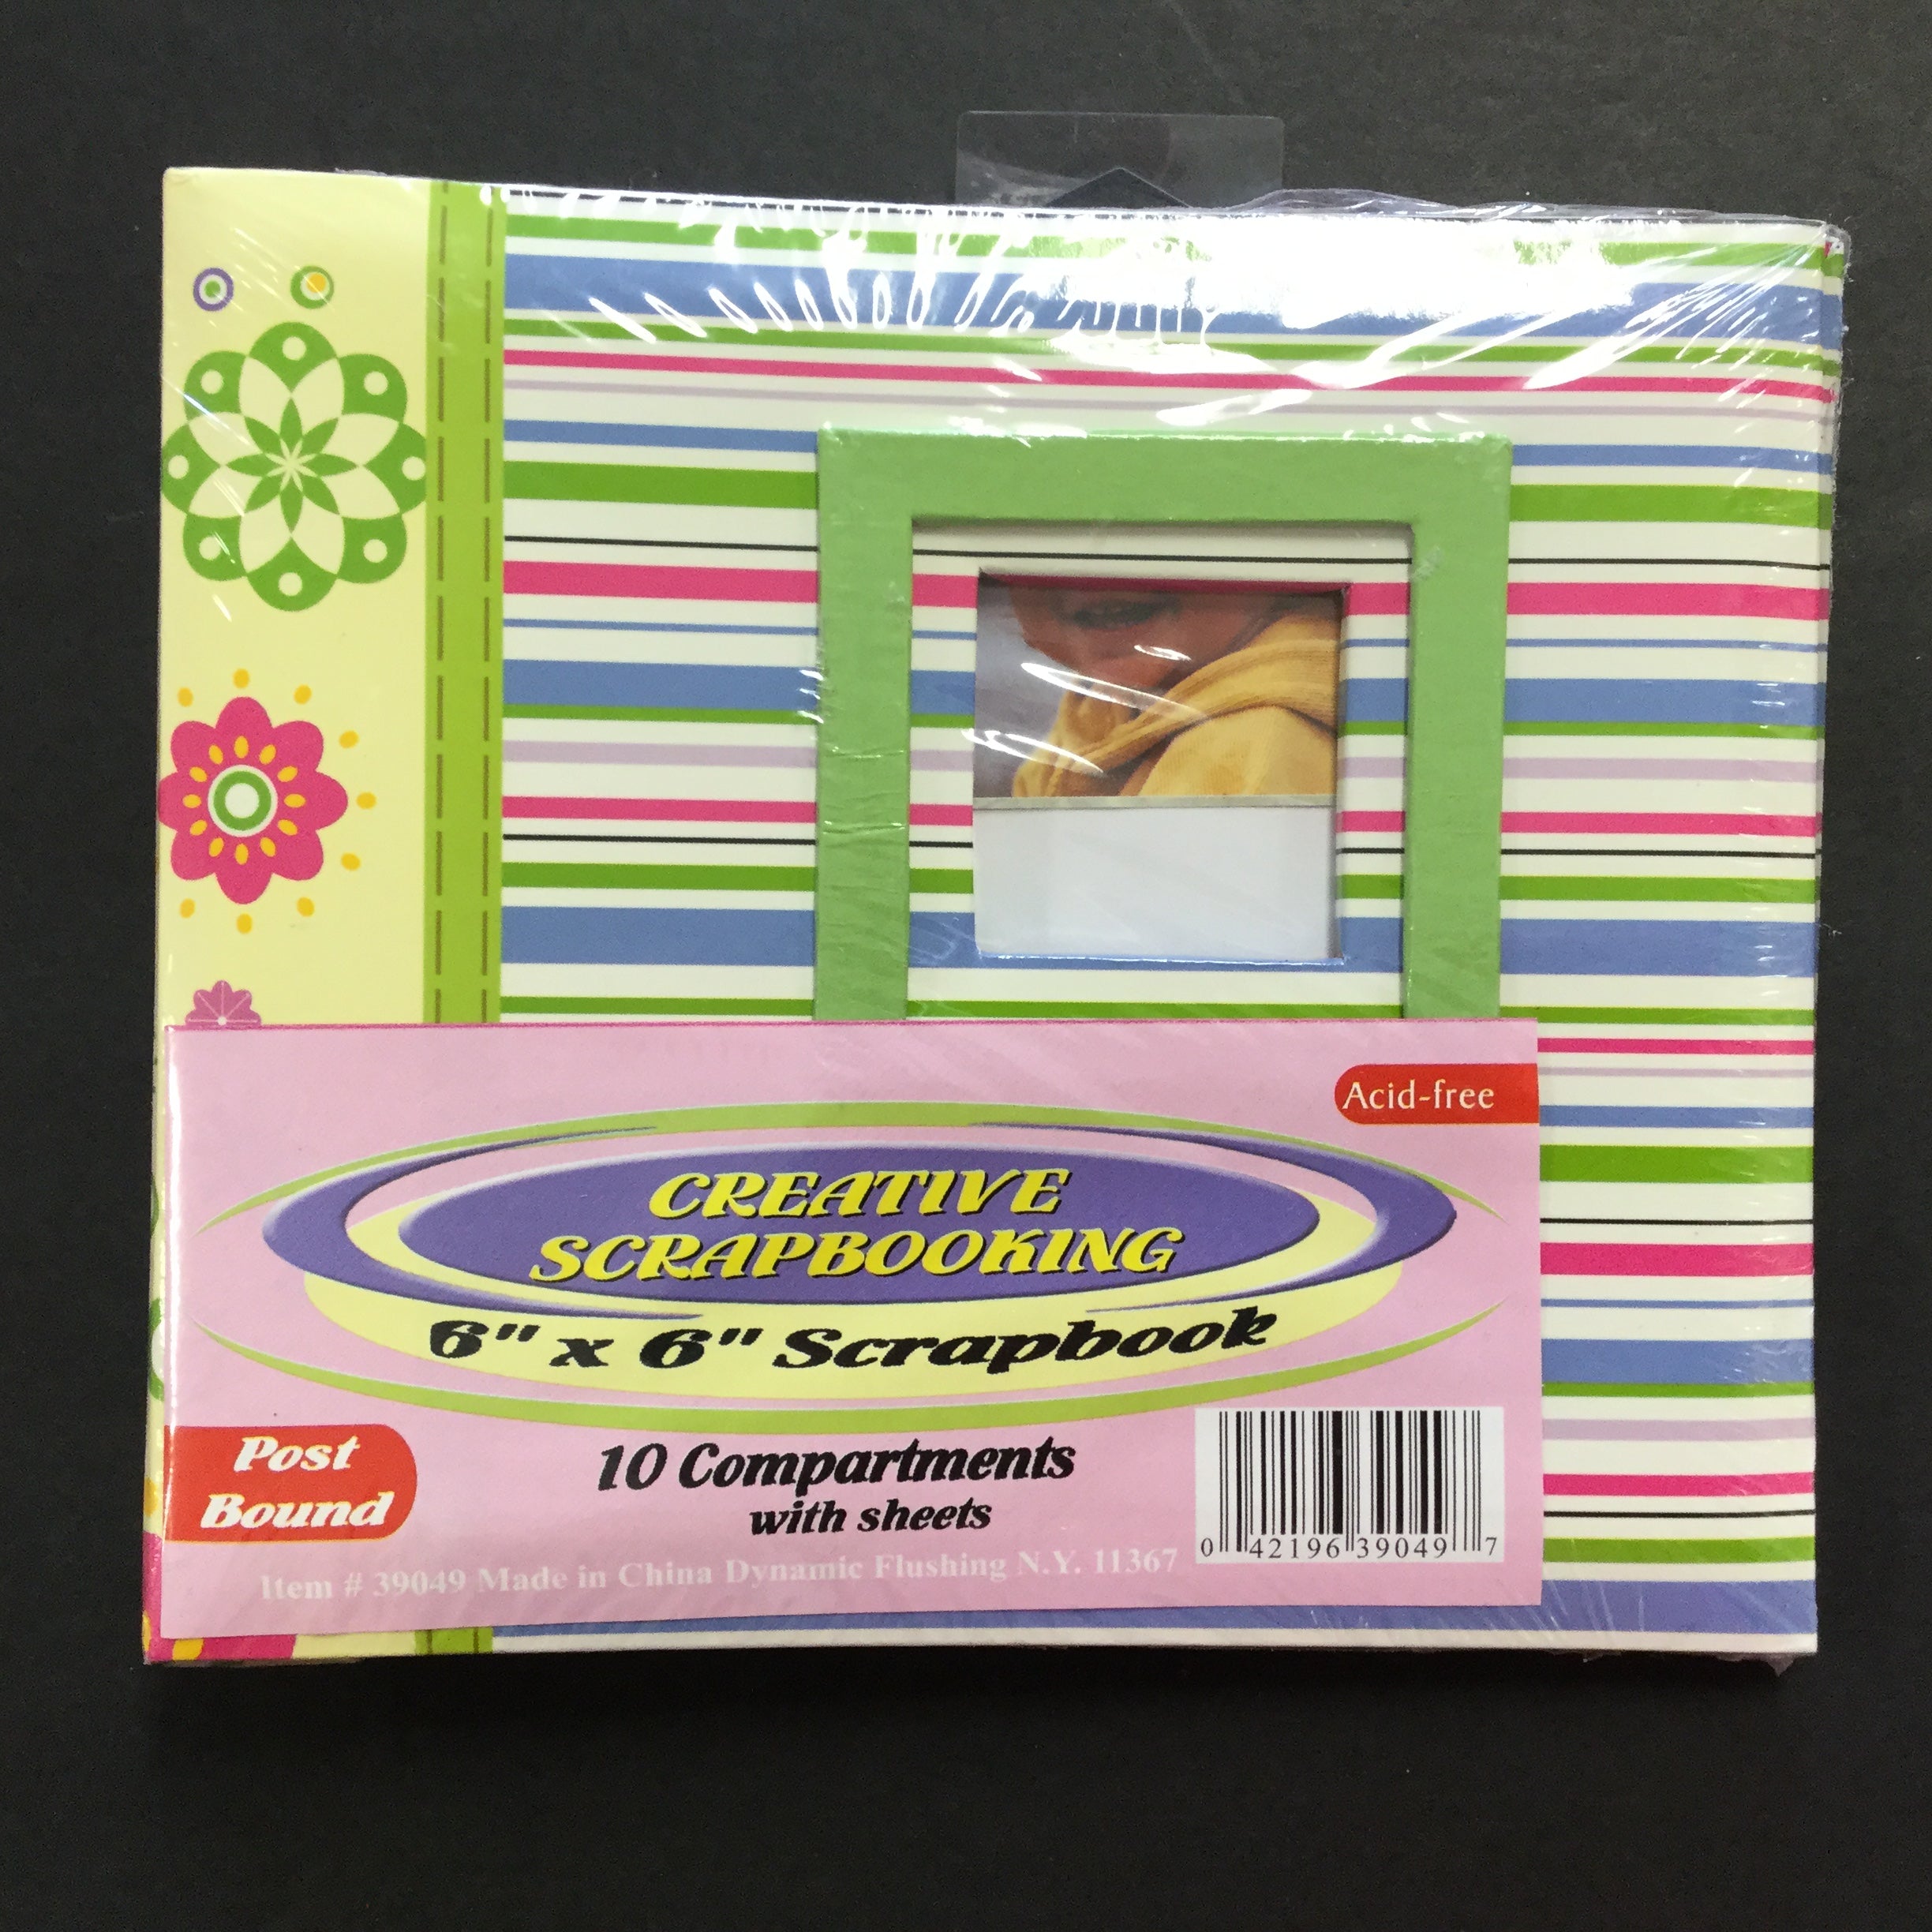 Acid-free
CREATIVE
SCRAPBOOKING
6" x 6" Scrapbook
Post
Bound
10 Compartments
with sheets
0 42196 39049 7
Item # 39049 Made in China Dynamic Flushing N.Y. 11367